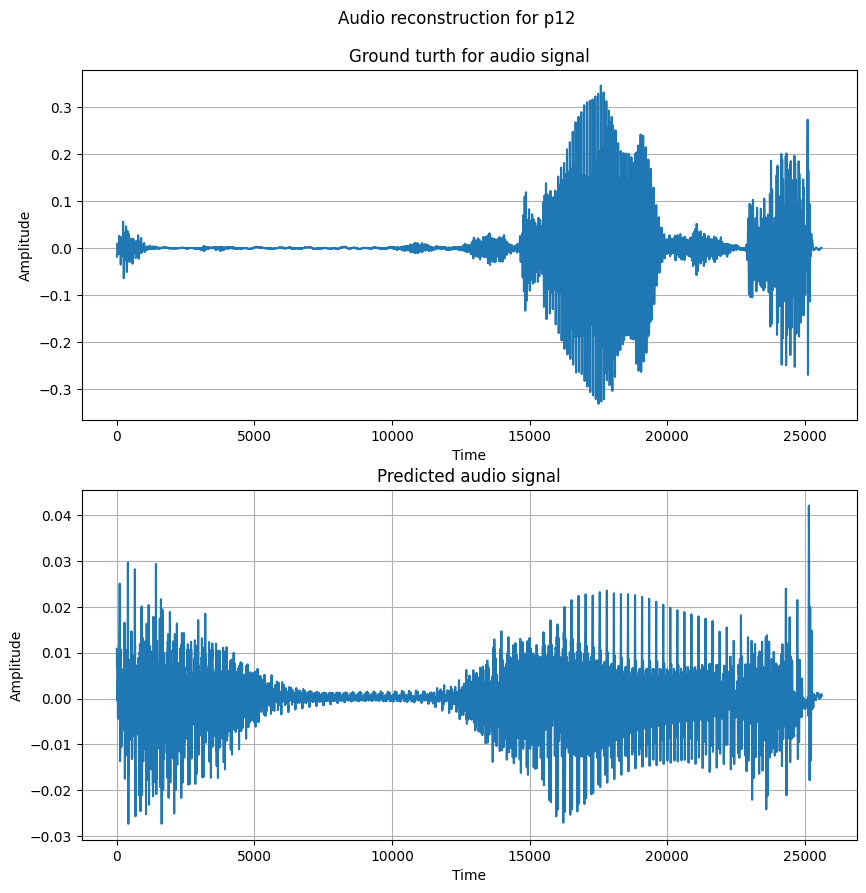 Audio reconstruction for p12
Ground turth for audio signal
Amplitude
0.3
0.2
0.1
0.0
−0.1
−0.2
−0.3
0 5000 10000 15000 20000 25000
Time
Predicted audio signal
Amplitude
0.04
0.03
0.02
0.01
0.00
−0.01
−0.02
−0.03
0 5000 10000 15000 20000 25000
Time